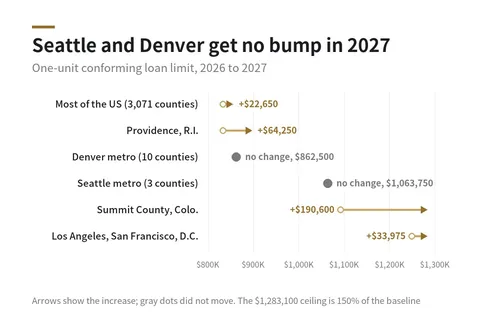 Seattle and Denver get no bump in 2027
One-unit conforming loan limit, 2026 to 2027
Most of the US (3,071 counties) +$22,650
Providence, R.I. +$64,250
Denver metro (10 counties) no change, $862,500
Seattle metro (3 counties) no change, $1,063,750
Summit County, Colo. +$190,600
Los Angeles, San Francisco, D.C. +$33,975
$800K $900K $1,000K $1,100K $1,200K $1,300K
Arrows show the increase; gray dots did not move. The $1,283,100 ceiling is 150% of the baseline